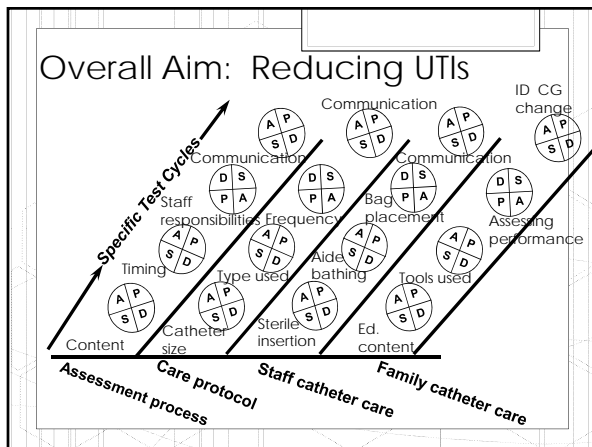 Overall Aim: Reducing UTIs
Specific Test Cycles
Communication
ID CG
change
A P
S D
A P
S D
A P
S D
A P
S D
Communication
Communication
D S
P A
D S
P A
D S
P A
D S
P A
Staff
responsibilities
Frequency
Bag
placement
Assessing
performance
A P
S D
A P
S D
A P
S D
A P
S D
Timing
Type used
Aide
bathing
Tools used
A P
S D
A P
S D
A P
S D
A P
S D
Content
Catheter
size
Sterile
insertion
Ed.
content
Assessment process
Care protocol
Staff catheter care
Family catheter care